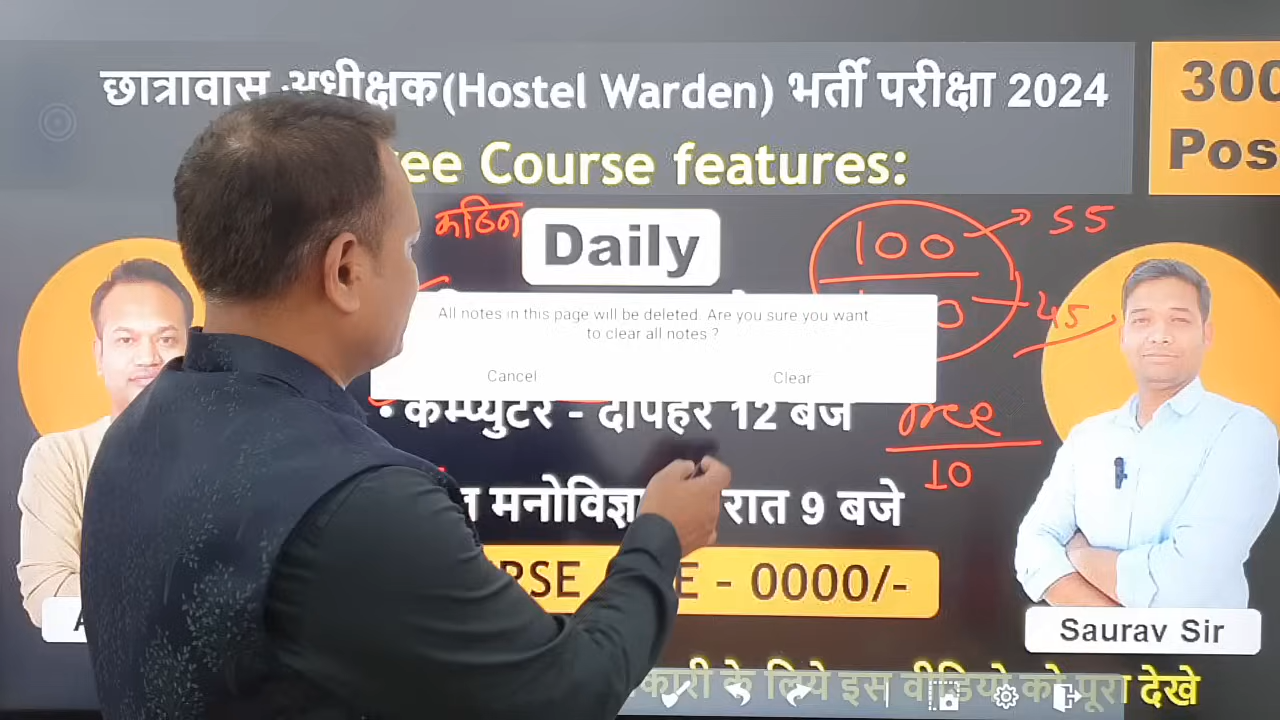 छात्रावास अधीक्षक(Hostel Warden) भर्ती परीक्षा 2024
300
Pos
ee Course features:
कठिन
Daily
100
55
45
All notes in this page will be deleted. Are you sure you want
to clear all notes ?
Cancel
Clear
• कम्प्युटर - दोपहर 12 बजे
10
मनोविज्ञा रात 9 बजे
RSE E - 0000/-
A
Saurav Sir
कारी के लिये इस वीडियो को पूरा देखे